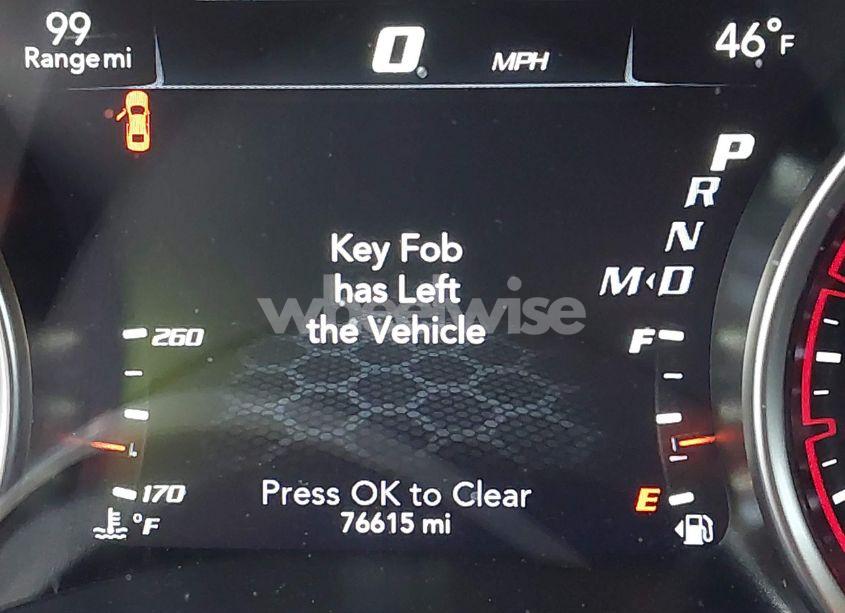 99
Range mi
0 MPH
46°F
P
R
N
M◂D
Key Fob
has Left
the Vehicle
wheelwise
260
F
170
°F
E
Press OK to Clear
76615 mi